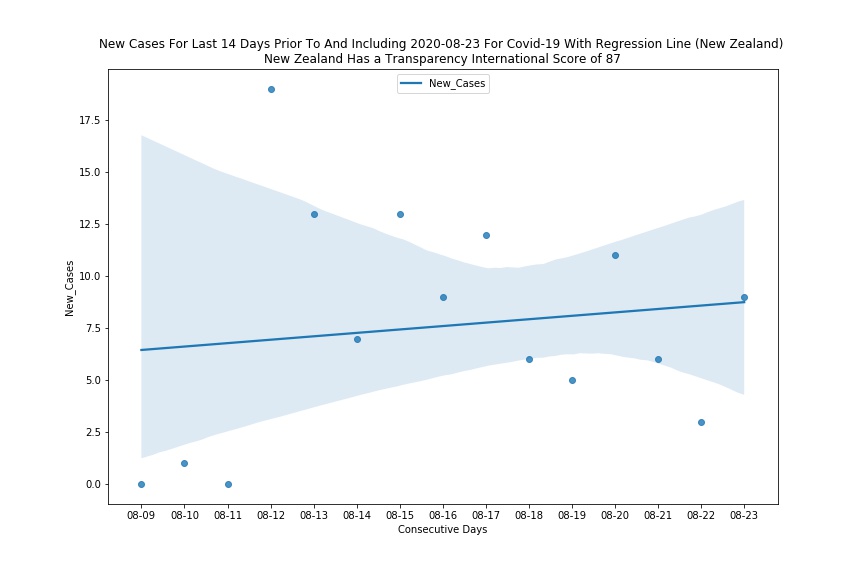 New Cases For Last 14 Days Prior To And Including 2020-08-23 For Covid-19 With Regression Line (New Zealand)
New Zealand Has a Transparency International Score of 87
New_Cases
17.5
15.0
12.5
10.0
7.5
5.0
2.5
0.0
New_Cases
08-09 08-10 08-11 08-12 08-13 08-14 08-15 08-16 08-17 08-18 08-19 08-20 08-21 08-22 08-23
Consecutive Days